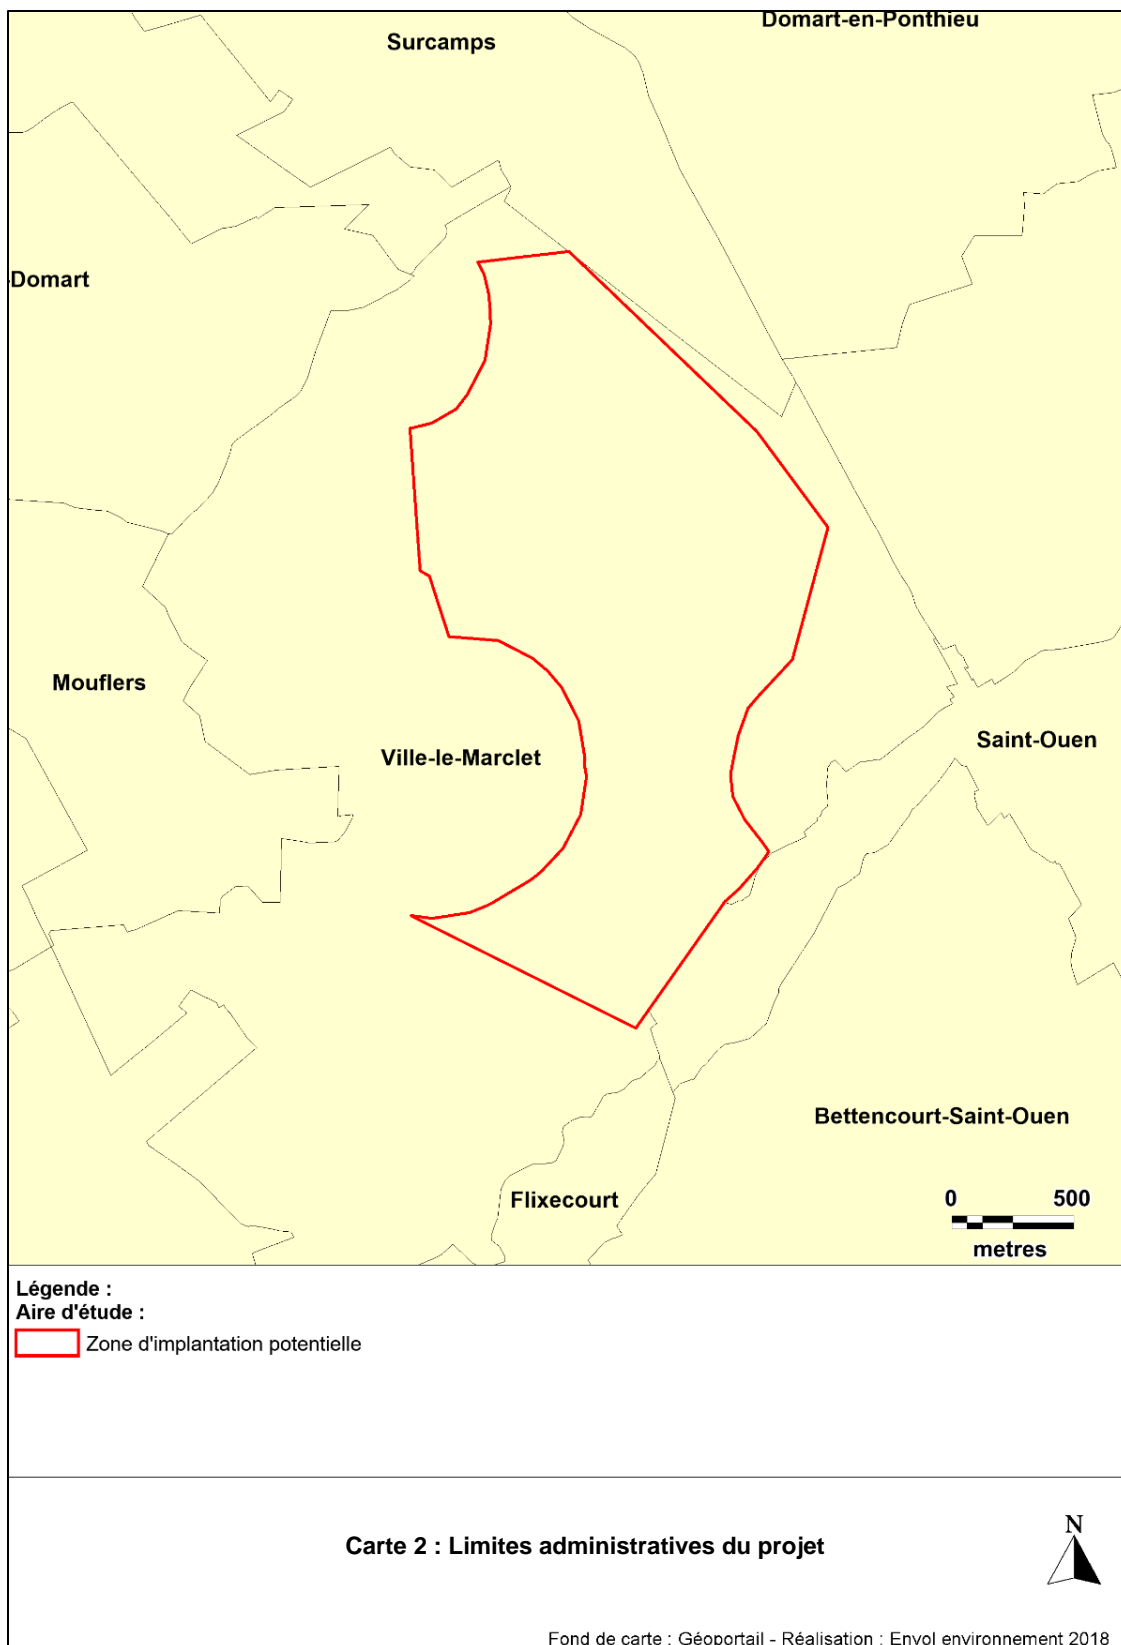 Domart-en-Ponthieu
Surcamps
-Domart
Mouflers
Ville-le-Marclet
Saint-Ouen
Bettencourt-Saint-Ouen
Flixecourt
0 500
metres
Légende :
Aire d'étude :
Zone d'implantation potentielle
Carte 2 : Limites administratives du projet
N
Fond de carte : Géoportail - Réalisation : Envol environnement 2018